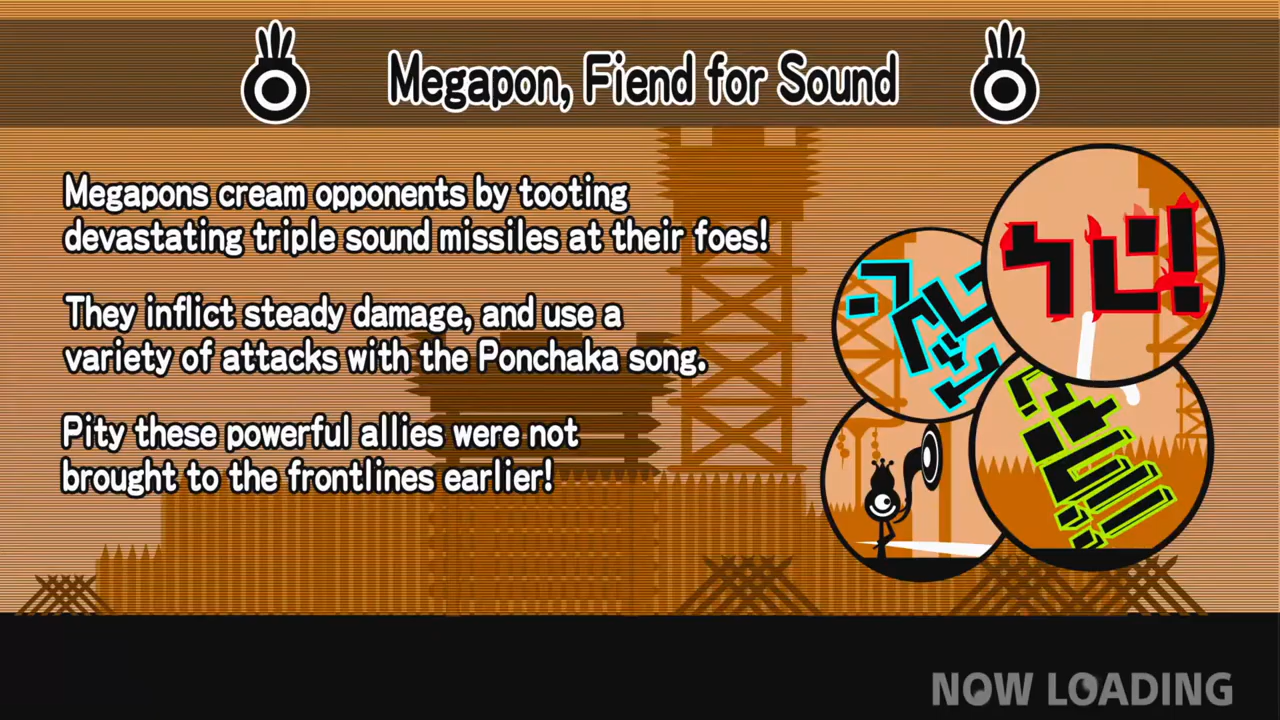 Megapon, Fiend for Sound
Megapons cream opponents by tooting
devastating triple sound missiles at their foes!
They inflict steady damage, and use a
variety of attacks with the Ponchaka song.
Pity these powerful allies were not
brought to the frontlines earlier!
NOW LOADING